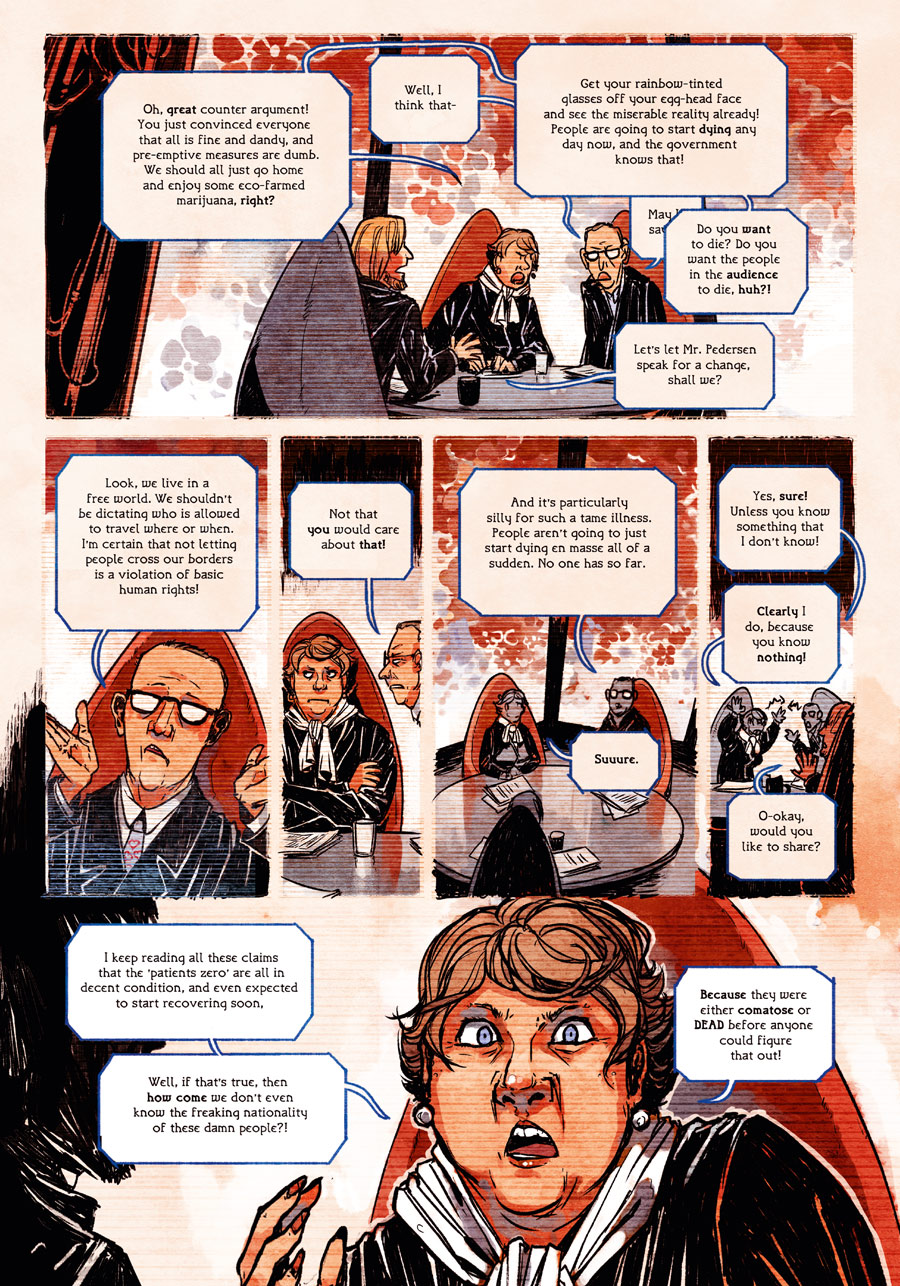 Oh, great counter argument!
You just convinced everyone
that all is fine and dandy, and
pre-emptive measures are dumb.
We should all just go home
and enjoy some eco-farmed
marijuana, right?
Well, I
think that-
Get your rainbow-tinted
glasses off your egg-head face
and see the miserable reality already!
People are going to start dying any
day now, and the government
knows that!
May
Do you want
to die? Do you
want the people
in the audience
to die, huh?!
Let's let Mr. Pedersen
speak for a change,
shall we?
Look, we live in a
free world. We shouldn't
be dictating who is allowed
to travel where or when.
I'm certain that not letting
people cross our borders
is a violation of basic
human rights!
Not that
you would care
about that!
And it's particularly
silly for such a tame illness.
People aren't going to just
start dying en masse all of a
sudden. No one has so far.
Suuure.
Yes, sure!
Unless you know
something that
I don't know!
Clearly I
do, because
you know
nothing!
O-okay,
would you
like to share?
I keep reading all these claims
that the 'patients zero' are all in
decent condition, and even expected
to start recovering soon,
Well, if that's true, then
how come we don't even
know the freaking nationality
of these damn people?!
Because they were
either comatose or
DEAD before anyone
could figure
that out!